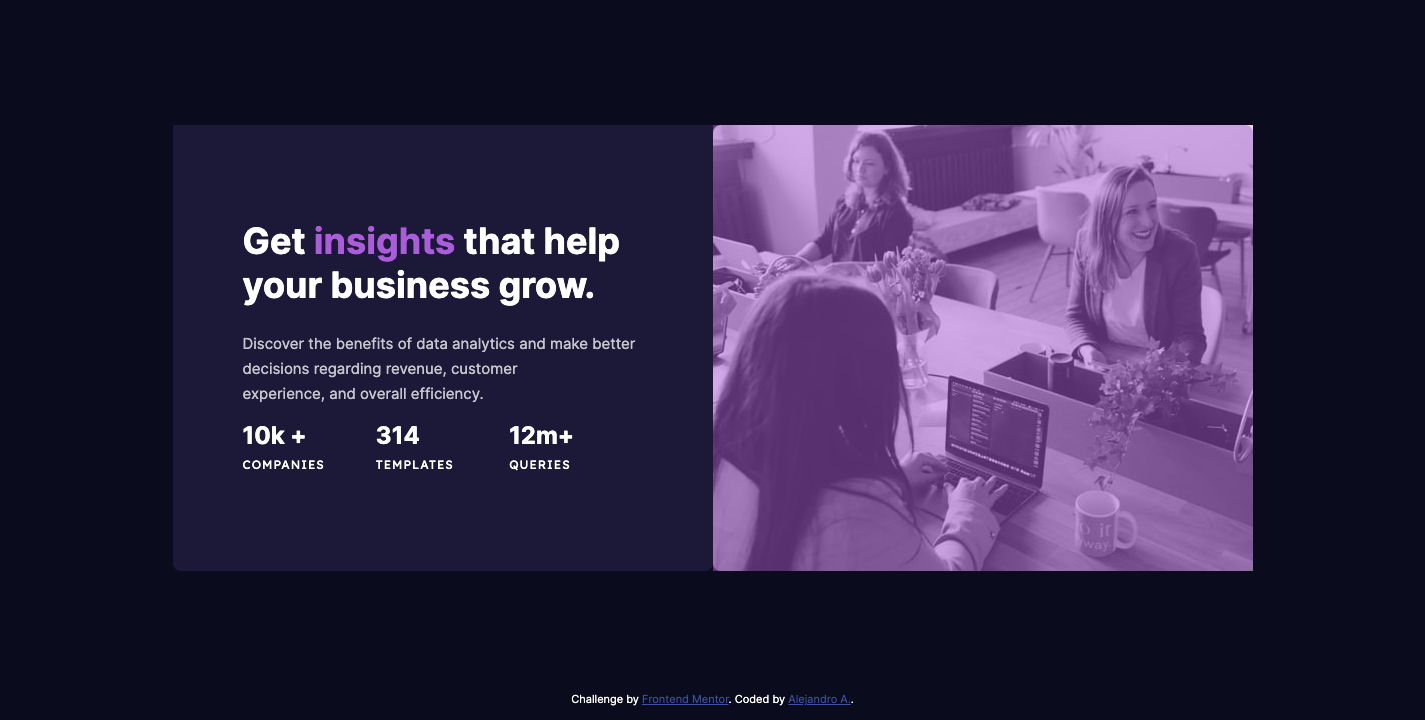 Get insights that help
your business grow.
Discover the benefits of data analytics and make better
decisions regarding revenue, customer
experience, and overall efficiency.
10k +
314
12m+
COMPANIES
TEMPLATES
QUERIES
way.
Challenge by Frontend Mentor. Coded by Alejandro A..